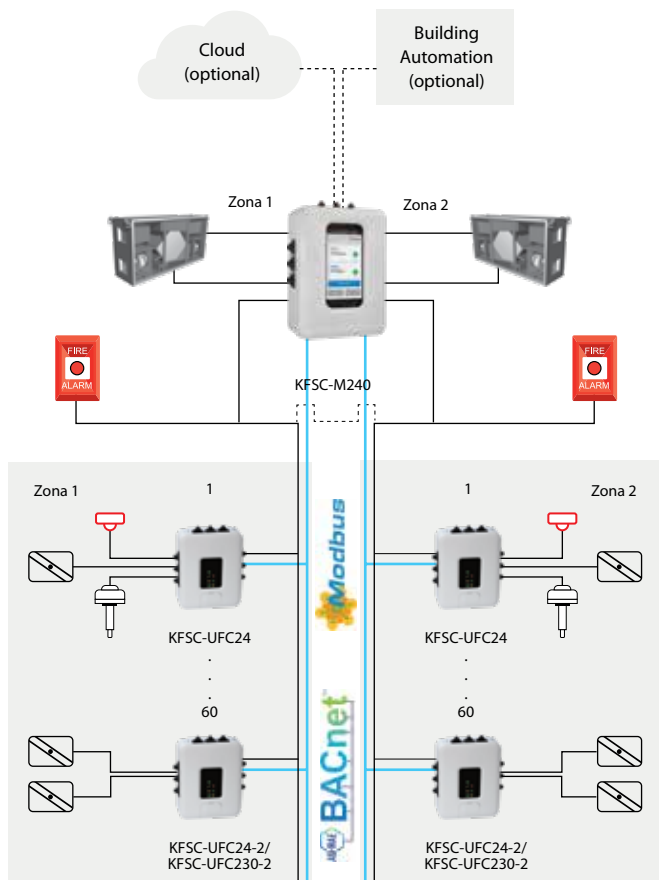 Cloud
(optional)
Building
Automation
(optional)
Zona 1
Zona 2
FIRE
ALARM
KFSC-M240
FIRE
ALARM
Zona 1
1
1
Zona 2
Modbus
KFSC-UFC24
KFSC-UFC24
.
.
.
.
.
.
60
60
ASHRAE BACnet™
KFSC-UFC24-2/
KFSC-UFC230-2
KFSC-UFC24-2/
KFSC-UFC230-2